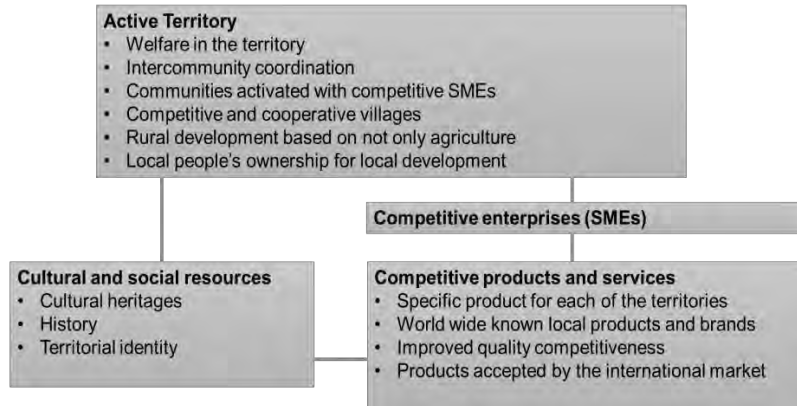 Active Territory
• Welfare in the territory
• Intercommunity coordination
• Communities activated with competitive SMEs
• Competitive and cooperative villages
• Rural development based on not only agriculture
• Local people's ownership for local development
Competitive enterprises (SMEs)
Cultural and social resources
• Cultural heritages
• History
• Territorial identity
Competitive products and services
• Specific product for each of the territories
• World wide known local products and brands
• Improved quality competitiveness
• Products accepted by the international market